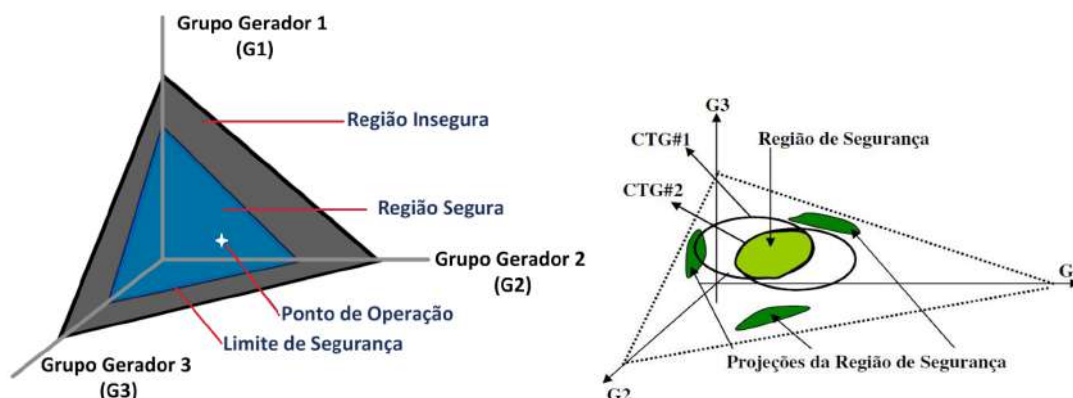 Grupo Gerador 1
(G1)
Região Insegura
Região Segura
Grupo Gerador 2
(G2)
Ponto de Operação
Limite de Segurança
Grupo Gerador 3
(G3)
G3
CTG#1
Região de Segurança
CTG#2
G
Projeções da Região de Segurança
G2